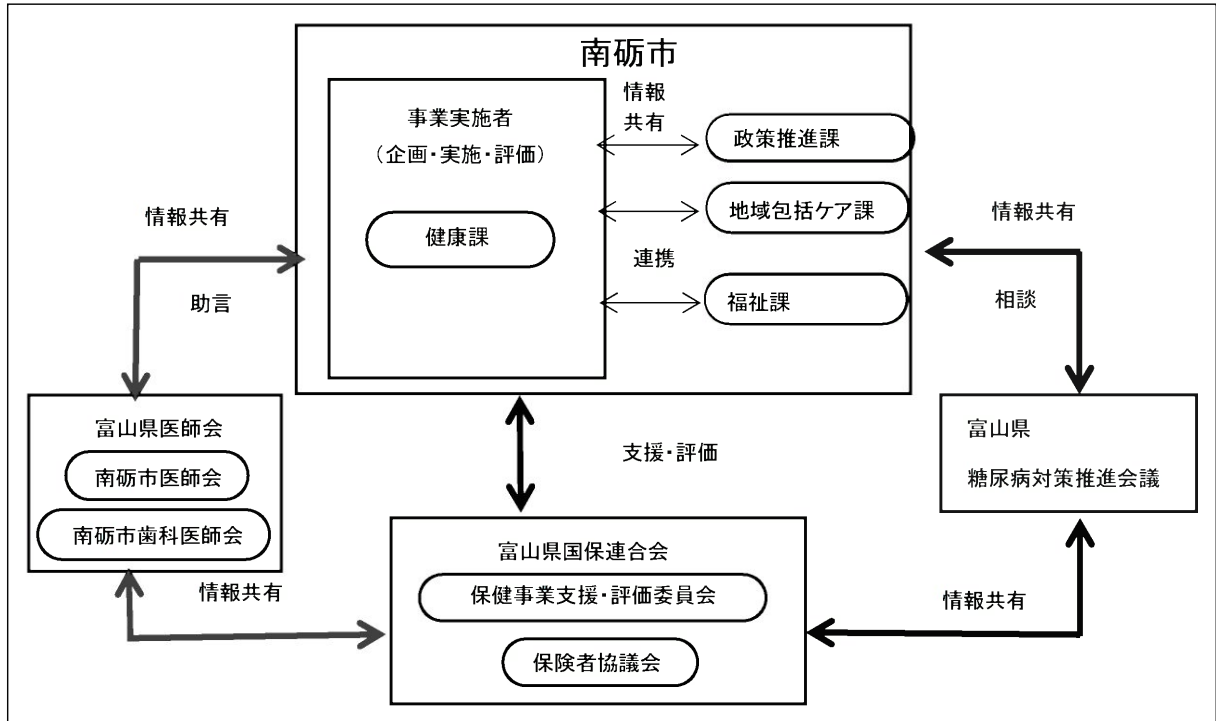 南砺市
事業実施者
（企画・実施・評価）
健康課
情報
共有
連携
政策推進課
地域包括ケア課
福祉課
情報共有
助言
情報共有
相談
富山県医師会
南砺市医師会
南砺市歯科医師会
支援・評価
富山県
糖尿病対策推進会議
情報共有
富山県国保連合会
保健事業支援・評価委員会
保険者協議会
情報共有